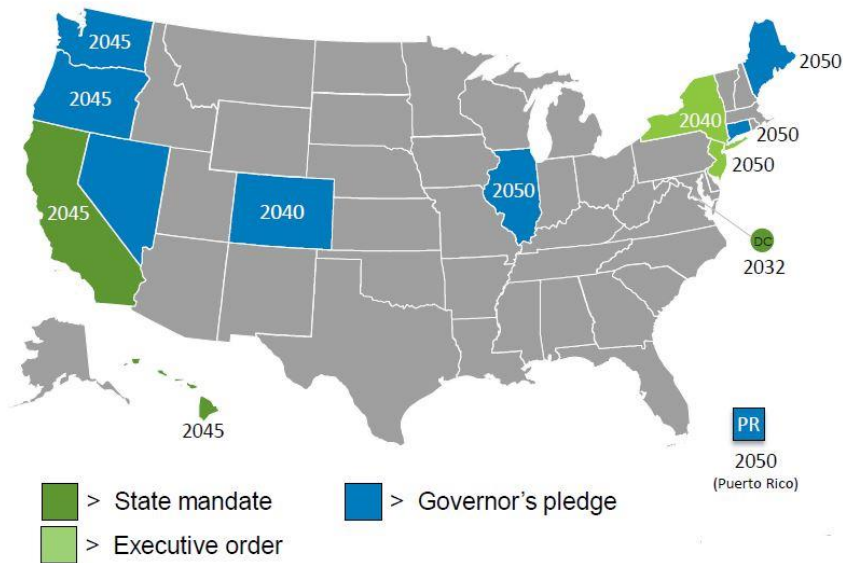 2045
2045
2045
2040
2050
2040
2050
2050
2050
DC
2032
2045
PR
2050
(Puerto Rico)
> State mandate
> Governor's pledge
> Executive order